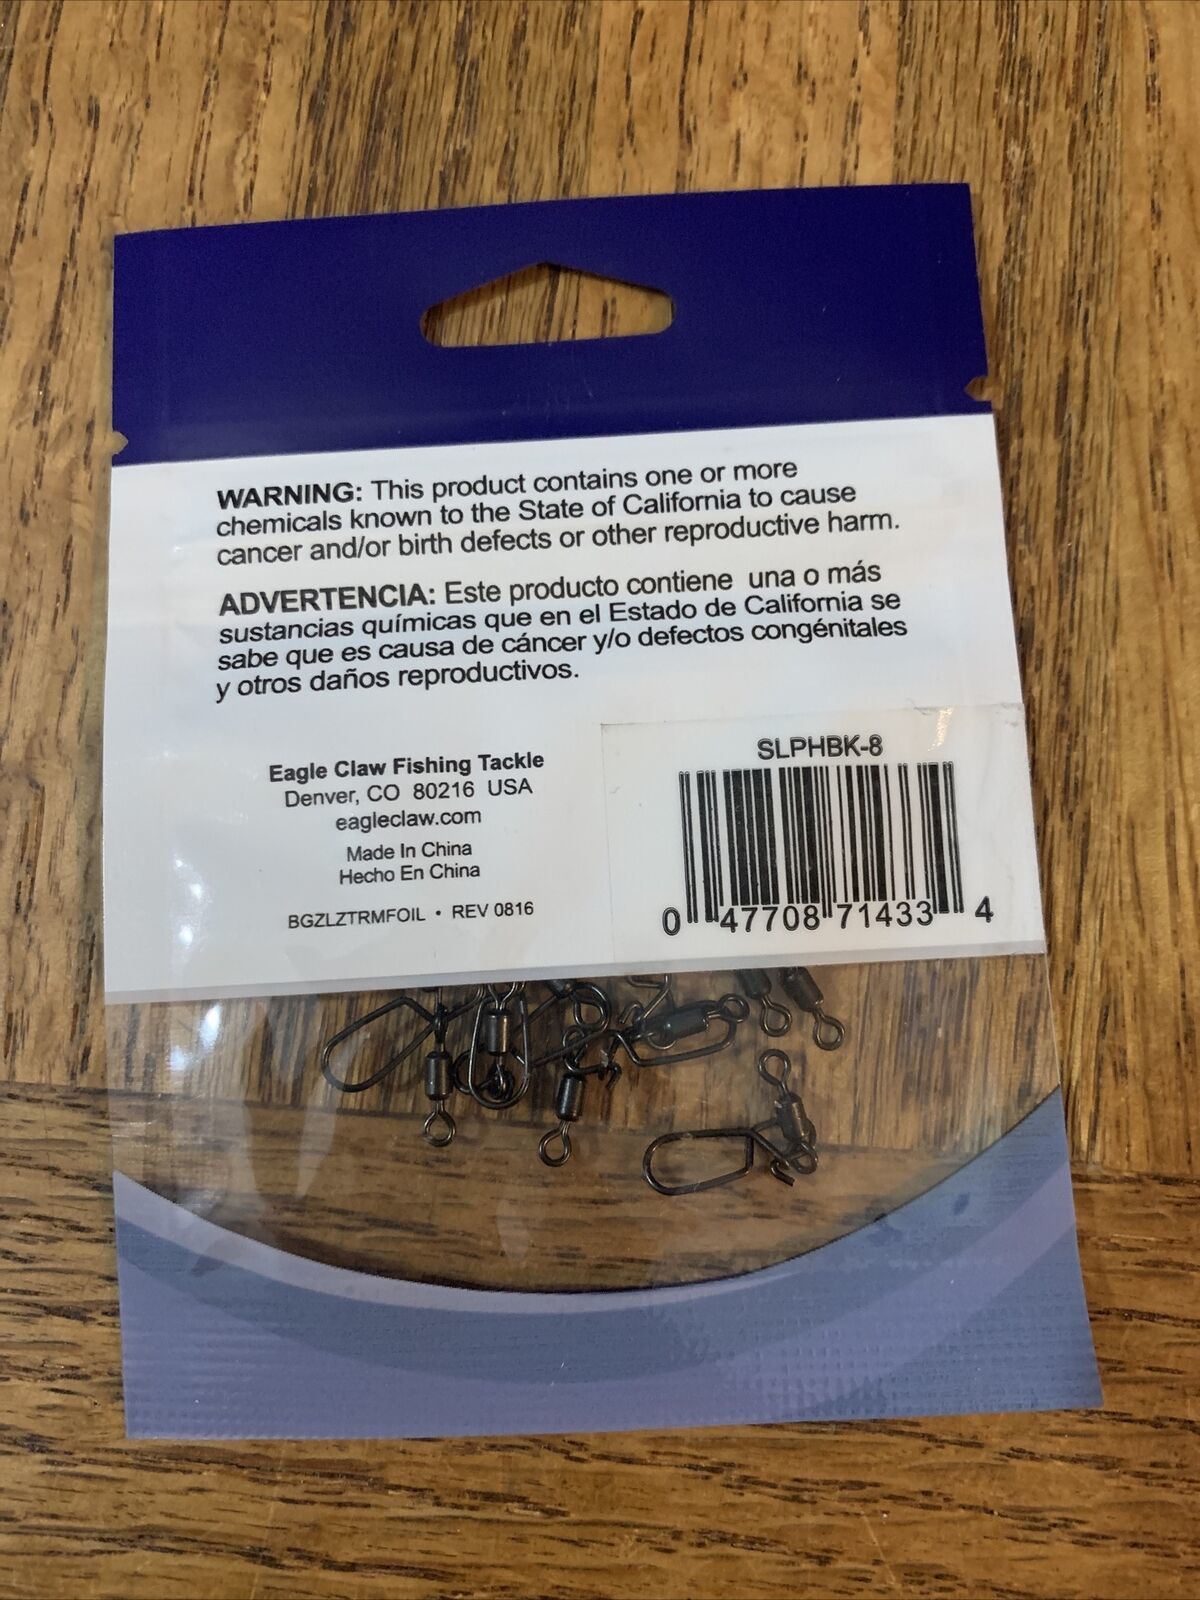 WARNING: This product contains one or more
chemicals known to the State of California to cause
cancer and/or birth defects or other reproductive harm.
ADVERTENCIA: Este producto contiene una o más
sustancias químicas que en el Estado de California se
sabe que es causa de cáncer y/o defectos congénitales
y otros daños reproductivos.
Eagle Claw Fishing Tackle
Denver, CO 80216 USA
eagleclaw.com
Made In China
Hecho En China
BGZLZTRMFOIL • REV 0816
SLPHBK-8
0 47708 71433 4